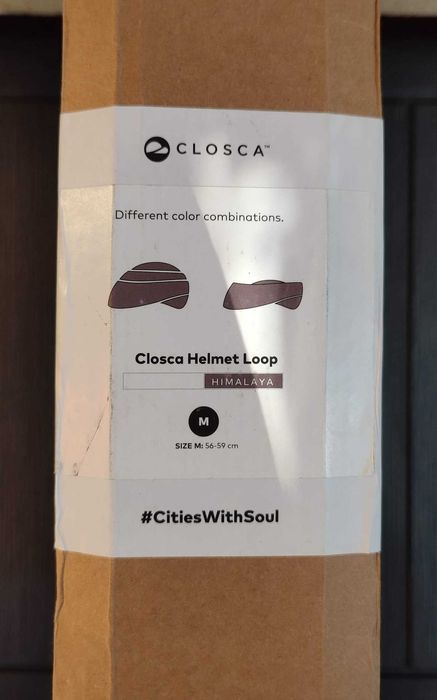 CLOSCA™
Different color combinations.
Closca Helmet Loop
HIMALAYA
M
SIZE M: 56-59 cm
#CitiesWithSoul